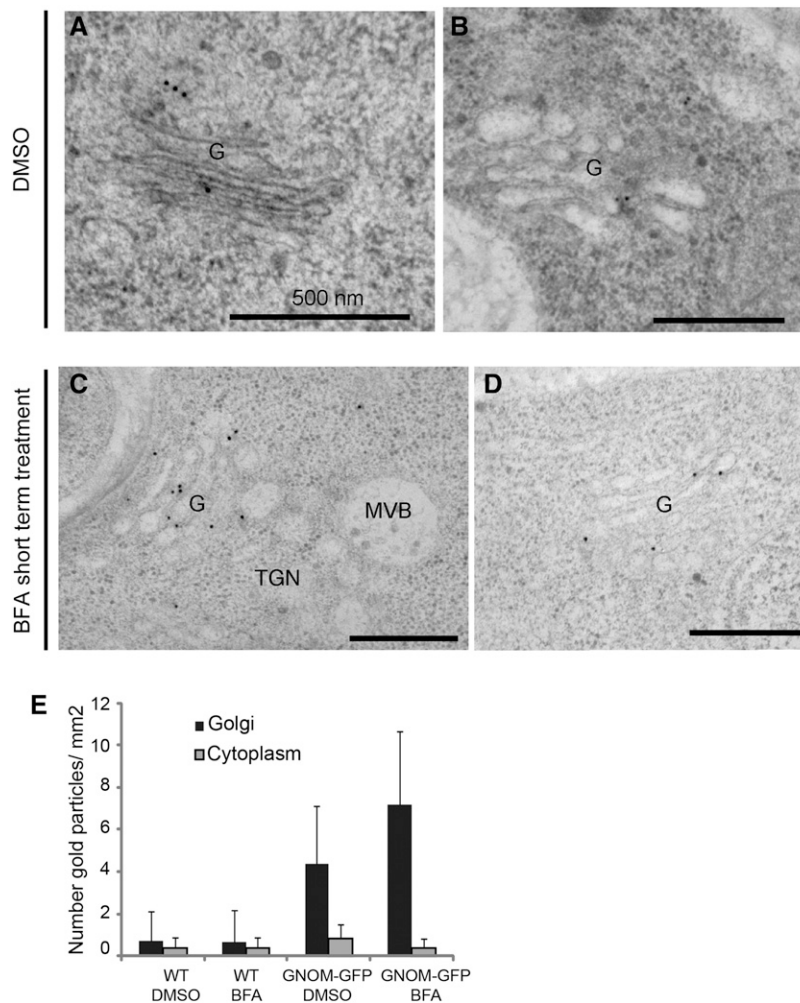 A
B
DMSO
G
500 nm
G
C
D
BFA short term treatment
G
MVB
TGN
G
E
Number gold particles/ mm2
12
10
8
6
4
2
0
Golgi
Cytoplasm
WT
DMSO
WT
BFA
GNOM-GFP
DMSO
GNOM-GFP
BFA